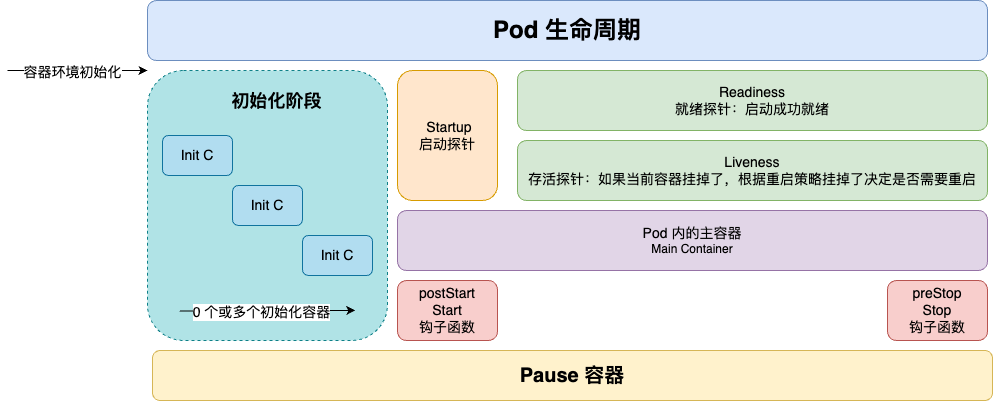 Pod 生命周期
容器环境初始化
初始化阶段
Init C
Init C
Init C
0 个或多个初始化容器
Startup
启动探针
Readiness
就绪探针：启动成功就绪
Liveness
存活探针：如果当前容器挂掉了，根据重启策略挂掉了决定是否需要重启
Pod 内的主容器
Main Container
postStart
Start
钩子函数
preStop
Stop
钩子函数
Pause 容器